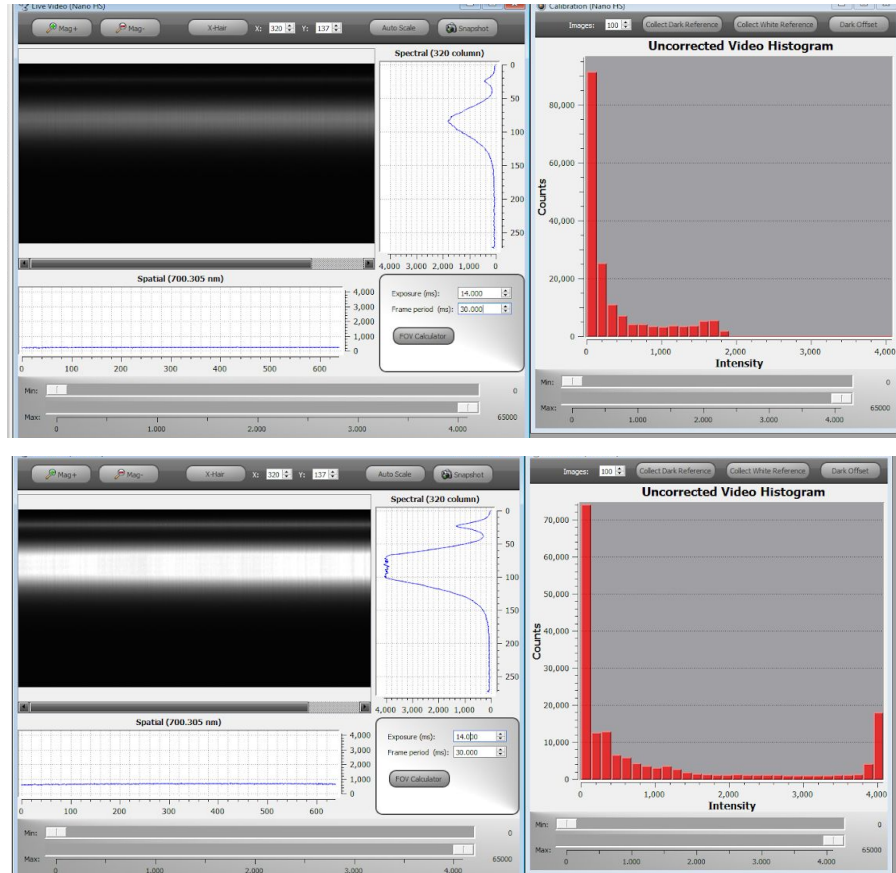 Live Video (Nano HS)
Calibration (Nano HS)
Mag+ Mag- X-Hair X: 320 Y: 137 Auto Scale Snapshot
Images: 100 Collect Dark Reference Collect White Reference Dark Offset
Spectral (320 column)
0
50
100
150
200
250
4,000 3,000 2,000 1,000 0
Uncorrected Video Histogram
Counts
80,000
60,000
40,000
20,000
0
0 1,000 2,000 3,000 4,000
Intensity
Spatial (700.305 nm)
4,000
3,000
2,000
1,000
0
0 100 200 300 400 500 600
Exposure (ms): 14.000
Frame period (ms): 30.000
FOV Calculator
Min: 0
Max: 65000
0 1.000 2.000 3.000 4.000
Min: 0
Max: 65000
0 1.000 2.000 3.000 4.000
Mag+ Mag- X-Hair X: 320 Y: 137 Auto Scale Snapshot
Images: 100 Collect Dark Reference Collect White Reference Dark Offset
Spectral (320 column)
0
50
100
150
200
250
4,000 3,000 2,000 1,000 0
Uncorrected Video Histogram
Counts
70,000
60,000
50,000
40,000
30,000
20,000
10,000
0
0 1,000 2,000 3,000 4,000
Intensity
Spatial (700.305 nm)
4,000
3,000
2,000
1,000
0
0 100 200 300 400 500 600
Exposure (ms): 14.000
Frame period (ms): 30.000
FOV Calculator
Min: 0
Max: 65000
0 1.000 2.000 3.000 4.000
Min: 0
Max: 65000
0 1.000 2.000 3.000 4.000